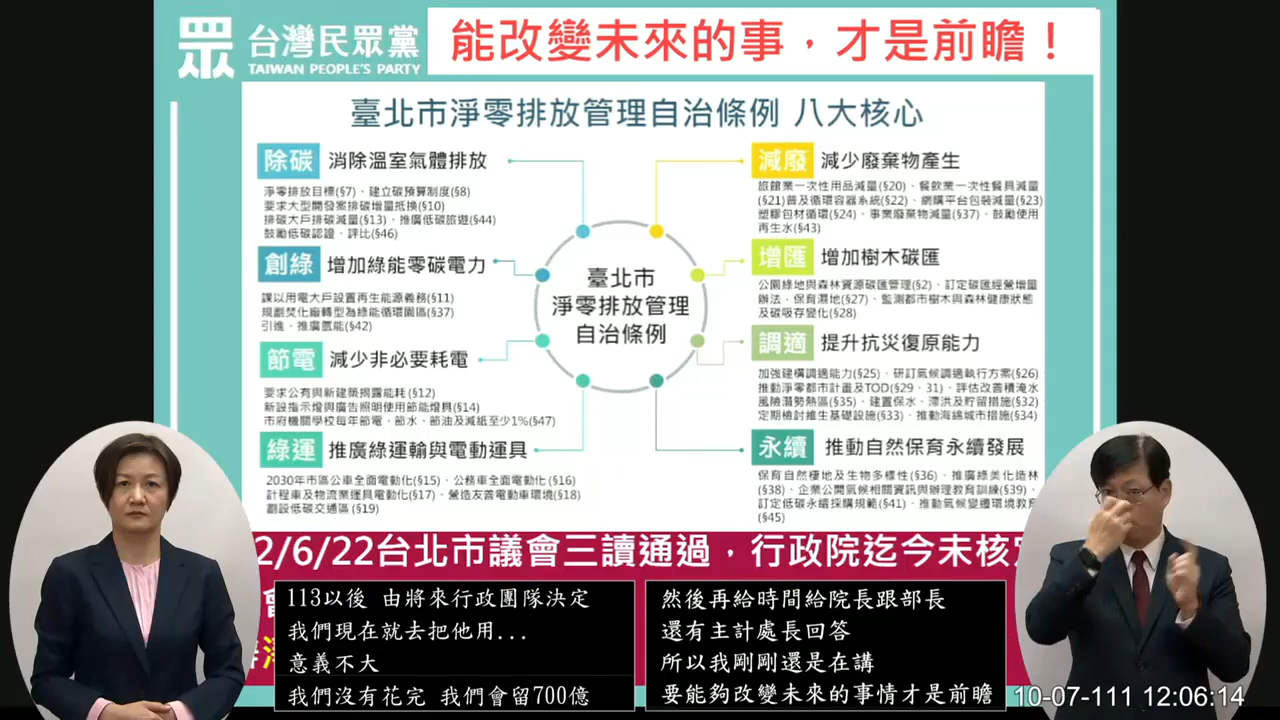 眾 台灣民眾黨
TAIWAN PEOPLE'S PARTY
能改變未來的事，才是前瞻！
臺北市淨零排放管理自治條例 八大核心
除碳 消除溫室氣體排放
淨零排放目標(§7)、建立碳預算制度(§8)
要求大型開發案排碳增量抵換(§10)
排碳大戶排碳減量(§13)、推廣低碳旅遊(§44)
鼓勵低碳認證、評比(§46)
創綠 增加綠能零碳電力
課以用電大戶設置再生能源義務(§11)
規劃焚化廠轉型為綠能循環園區(§37)
引進、推廣氫能(§42)
節電 減少非必要耗電
要求公有與新建築揭露能耗(§12)
新設指示燈與廣告照明使用節能燈具(§14)
市府機關學校每年節電、節水、節油及減紙至少1%(§47)
綠運 推廣綠運輸與電動運具
2030年市區公車全面電動化(§15)、公務車全面電動化(§16)
計程車及物流業運具電動化(§17)、營造友善電動車環境(§18)
劃設低碳交通區(§19)
臺北市
淨零排放管理
自治條例
減廢 減少廢棄物產生
旅館業一次性用品減量(§20)、餐飲業一次性餐具減量
(§21)普及循環容器系統(§22)、網購平台包裝減量(§23)
塑膠包材循環(§24)、事業廢棄物減量(§37)、鼓勵使用
再生水(§43)
增匯 增加樹木碳匯
公園綠地與森林資源碳匯管理(§2)、訂定碳匯經營增量
辦法、保育濕地(§27)、監測都市樹木與森林健康狀態
及碳吸存變化(§28)
調適 提升抗災復原能力
加強建構調適能力(§25)、研訂氣候調適執行方案(§26)
推動淨零都市計畫及TOD(§29、31)、評估改善積淹水
風險潛勢熱區(§35)、建置保水、滯洪及貯留措施(§32)
定期檢討維生基礎設施(§33)、推動海綿城市措施(§34)
永續 推動自然保育永續發展
保育自然棲地及生物多樣性(§36)、推廣綠美化造林
(§38)、企業公開氣候相關資訊與辦理教育訓練(§39)、
訂定低碳永續採購規範(§41)、推動氣候變遷環境教育
(§45)
2/6/22台北市議會三讀通過，行政院迄今未核定
會
113以後 由將來行政團隊決定
我們現在就去把他用...
意義不大
我們沒有花完 我們會留700億
然後再給時間給院長跟部長
還有主計處長回答
所以我剛剛還是在講
要能夠改變未來的事情才是前瞻
10-07-111 12:06:14